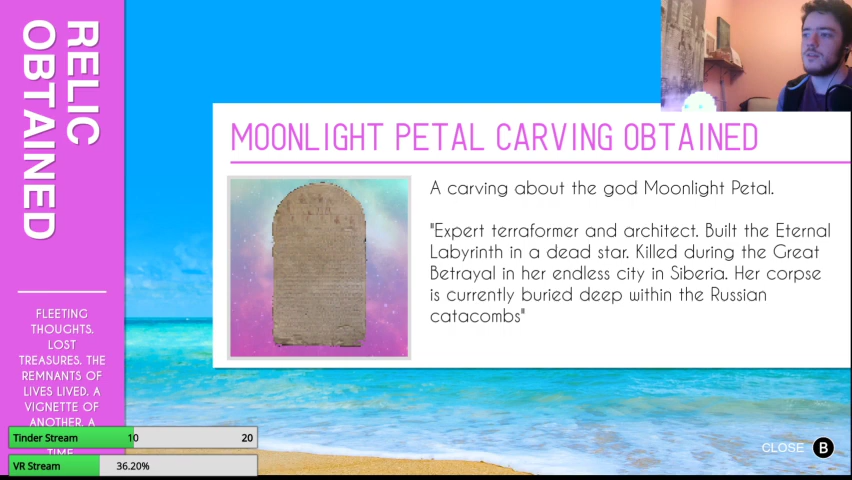 RELIC
OBTAINED
FLEETING
THOUGHTS.
LOST
TREASURES. THE
REMNANTS OF
LIVES LIVED. A
VIGNETTE OF
ANOTHER. A
TIME
MOONLIGHT PETAL CARVING OBTAINED
A carving about the god Moonlight Petal.
"Expert terraformer and architect. Built the Eternal
Labyrinth in a dead star. Killed during the Great
Betrayal in her endless city in Siberia. Her corpse
is currently buried deep within the Russian
catacombs"
Tinder Stream 10 20
VR Stream 36.20%
CLOSE B